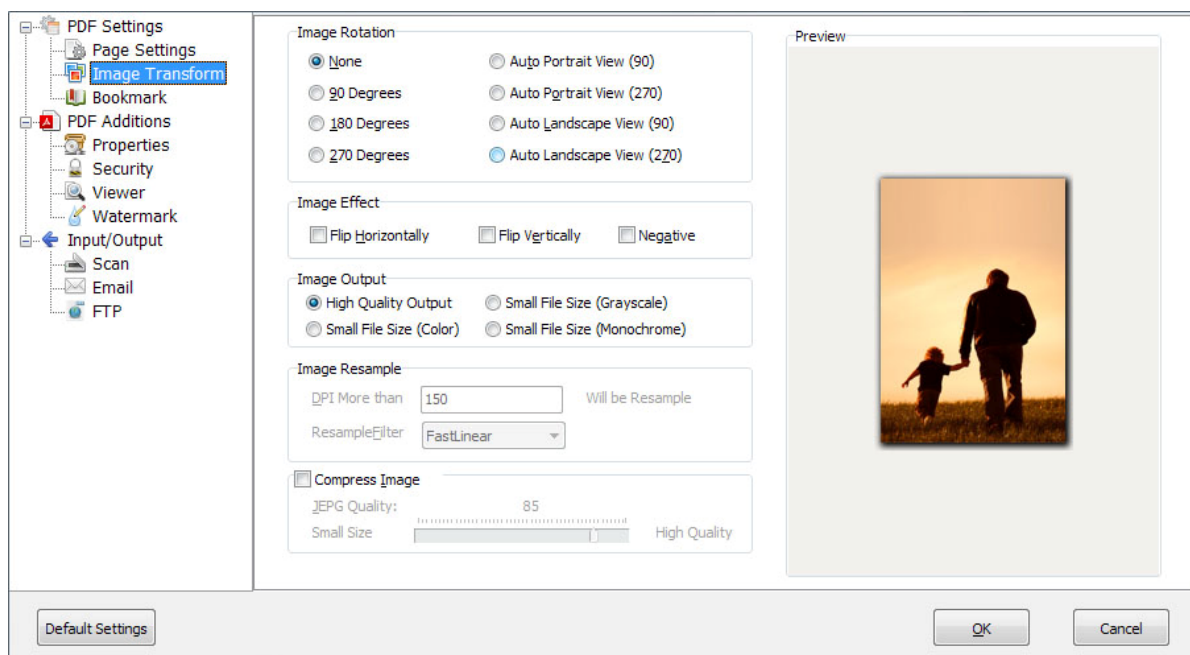 PDF Settings
Page Settings
Image Transform
Bookmark
PDF Additions
Properties
Security
Viewer
Watermark
Input/Output
Scan
Email
FTP
Image Rotation
None
Auto Portrait View (90)
90 Degrees
Auto Portrait View (270)
180 Degrees
Auto Landscape View (90)
270 Degrees
Auto Landscape View (270)
Image Effect
Flip Horizontally
Flip Vertically
Negative
Image Output
High Quality Output
Small File Size (Grayscale)
Small File Size (Color)
Small File Size (Monochrome)
Image Resample
DPI More than
150
Will be Resample
ResampleFilter
FastLinear
Compress Image
JEPG Quality:
85
Small Size
High Quality
Preview
Default Settings
OK
Cancel